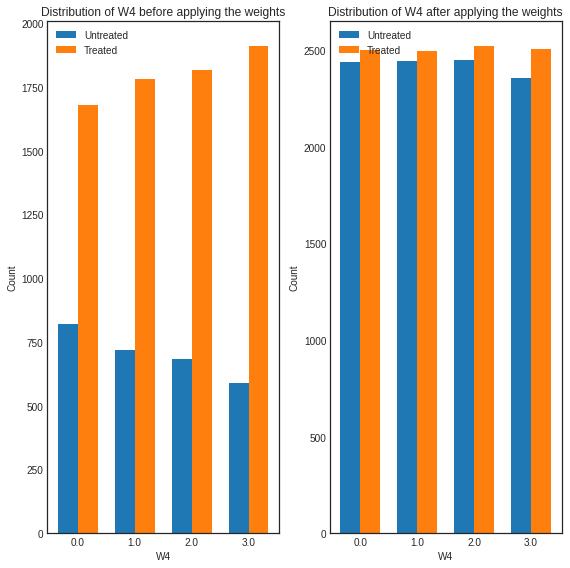 Distribution of W4 before applying the weights
Untreated
Treated
2000
1750
1500
1250
1000
750
500
250
0
Count
0.0 1.0 2.0 3.0
W4
Distribution of W4 after applying the weights
Untreated
Treated
2500
2000
1500
1000
500
0
Count
0.0 1.0 2.0 3.0
W4